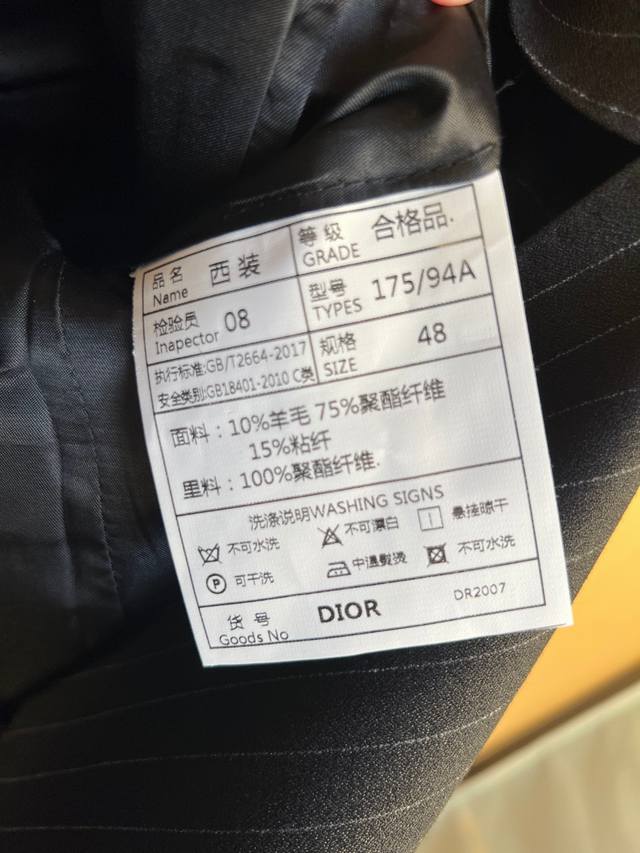 品名 Name 西装
等级 GRADE 合格品.
检验员 Inapector 08
型号 TYPES 175/94A
执行标准:GB/T2664-2017
安全类别:GB18401-2010 C类
规格 SIZE 48
面料：10%羊毛 75%聚酯纤维
15%粘纤
里料：100%聚酯纤维.
洗涤说明WASHING SIGNS
不可水洗 不可漂白 悬挂晾干
P 可干洗 中温熨烫 不可水洗
货号 Goods No DIOR DR2007